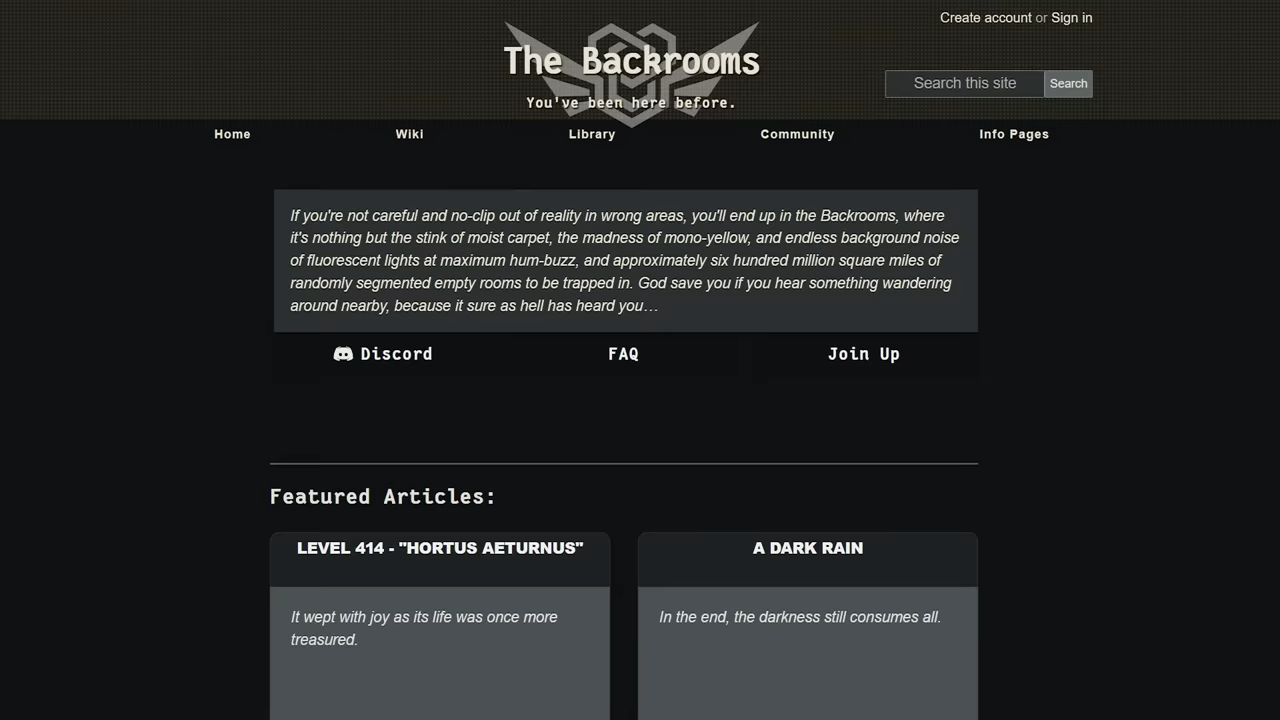 Create account or Sign in
The Backrooms
Search this site
Search
You've been here before.
Home
Wiki
Library
Community
Info Pages
If you're not careful and no-clip out of reality in wrong areas, you'll end up in the Backrooms, where
it's nothing but the stink of moist carpet, the madness of mono-yellow, and endless background noise
of fluorescent lights at maximum hum-buzz, and approximately six hundred million square miles of
randomly segmented empty rooms to be trapped in. God save you if you hear something wandering
around nearby, because it sure as hell has heard you…
Discord
FAQ
Join Up
Featured Articles:
LEVEL 414 - "HORTUS AETURNUS"
It wept with joy as its life was once more
treasured.
A DARK RAIN
In the end, the darkness still consumes all.